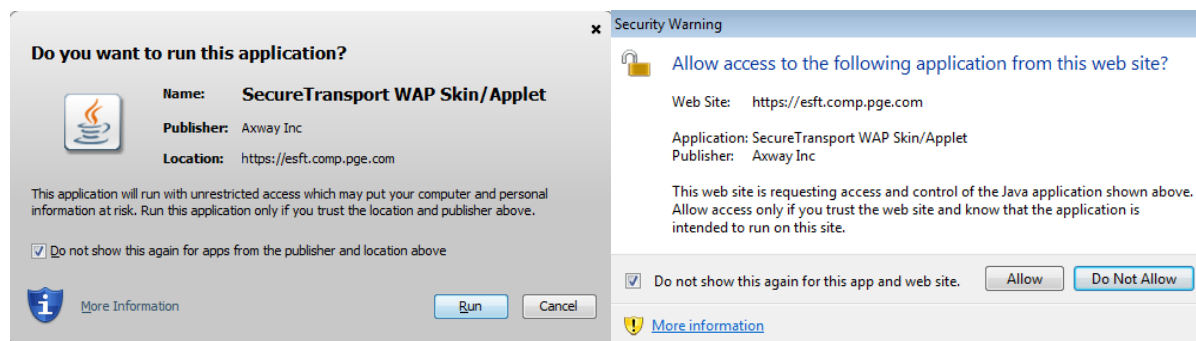 Do you want to run this application?
Name: SecureTransport WAP Skin/Applet
Publisher: Axway Inc
Location: https://esft.comp.pge.com
This application will run with unrestricted access which may put your computer and personal
information at risk. Run this application only if you trust the location and publisher above.
Do not show this again for apps from the publisher and location above
More Information
Run
Cancel
Security Warning
Allow access to the following application from this web site?
Web Site: https://esft.comp.pge.com
Application: SecureTransport WAP Skin/Applet
Publisher: Axway Inc
This web site is requesting access and control of the Java application shown above.
Allow access only if you trust the web site and know that the application is
intended to run on this site.
Do not show this again for this app and web site.
Allow
Do Not Allow
More information